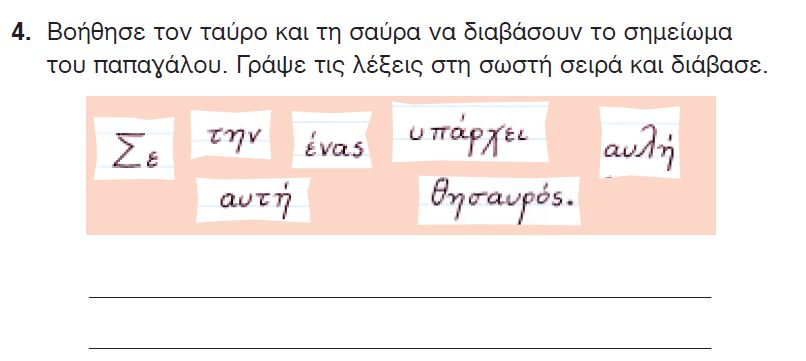 4. Βοήθησε τον ταύρο και τη σαύρα να διαβάσουν το σημείωμα
του παπαγάλου. Γράψε τις λέξεις στη σωστή σειρά και διάβασε.
Σε την ένας υπάρχει αυλή
αυτή θησαυρός.